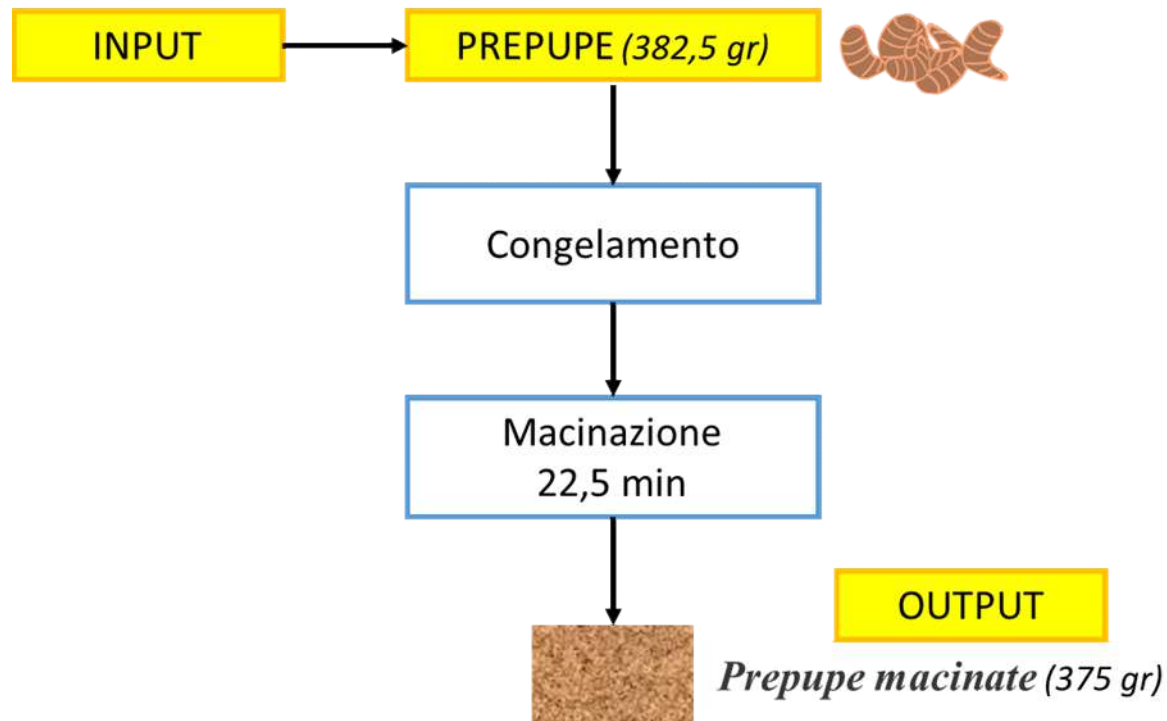 INPUT
PREPUPE (382,5 gr)
Congelamento
Macinazione
22,5 min
OUTPUT
Prepupe macinate (375 gr)